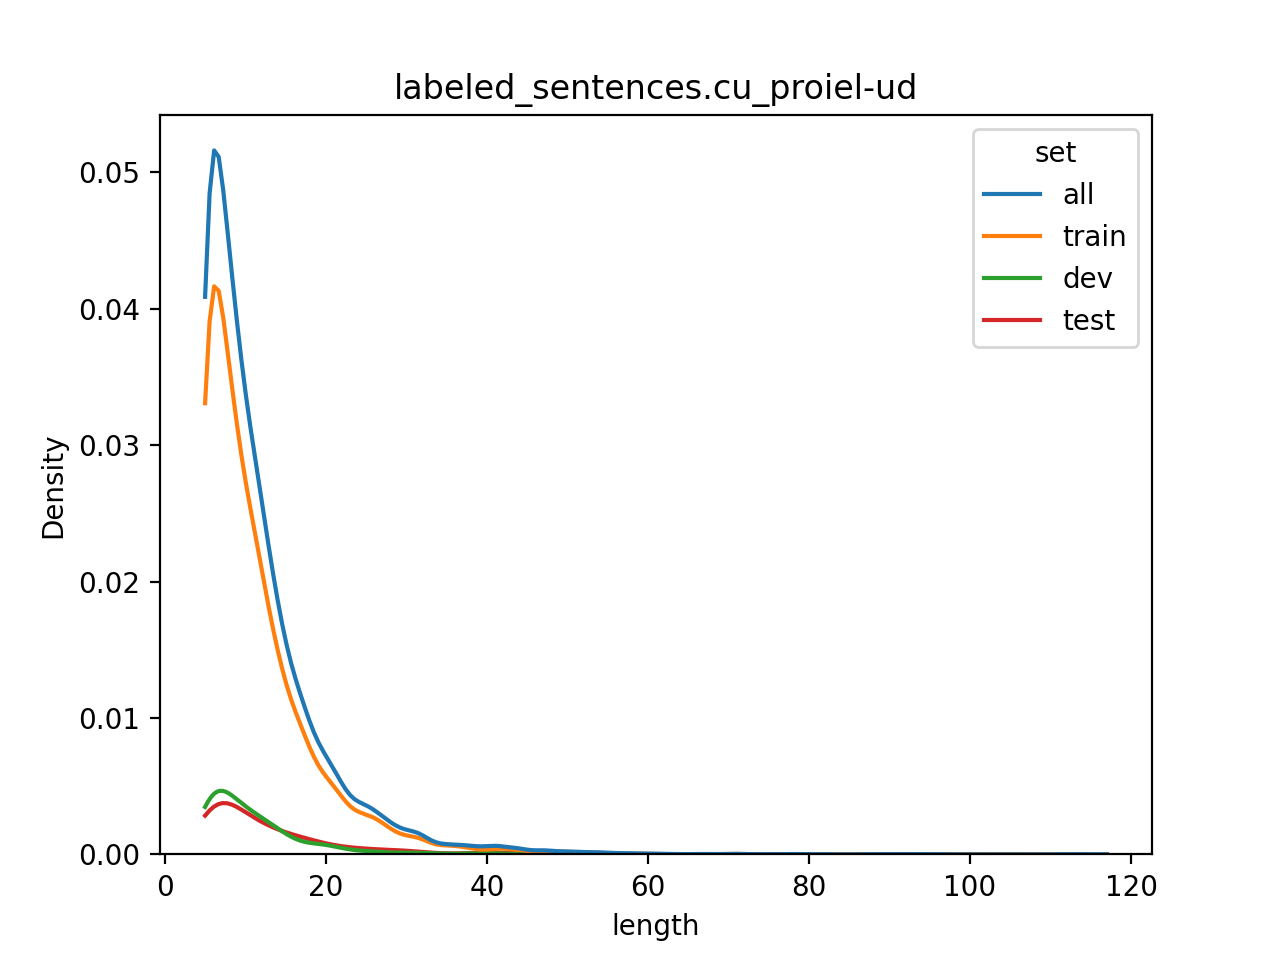 labeled_sentences.cu_proiel-ud
set
all
train
dev
test
Density
0.05
0.04
0.03
0.02
0.01
0.00
0 20 40 60 80 100 120
length